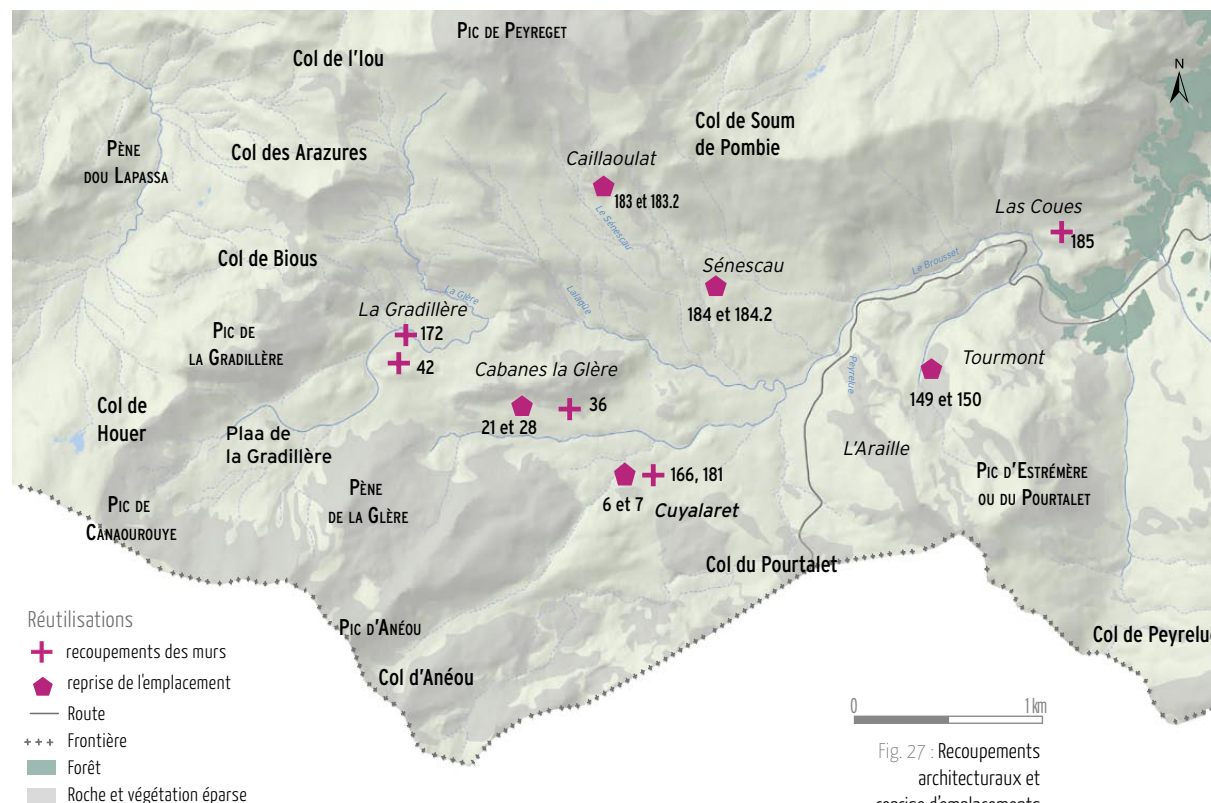 PIC DE PEYREGET
Col de l'Iou
N
Col de Soum
de Pombie
PÈNE
DOU LAPASSA
Col des Arazures
Caillaoulat
183 et 183.2
Le Sénescau
Las Coues
185
Col de Bious
Sénescau
Le Brousset
La Glère
Lalagüe
184 et 184.2
La Gradillère
172
PIC DE
LA GRADILLÈRE
42
Cabanes la Glère
Peyrelue
Tourmont
36
21 et 28
149 et 150
Col de
Houer
Plaa de
la Gradillère
L'Araille
PIC D'ESTRÉMÈRE
OU DU POURTALET
PÈNE
DE LA GLÈRE
166, 181
6 et 7
Cuyalaret
PIC DE
CANAOUROUYE
Col du Pourtalet
PIC D'ANÉOU
Col d'Anéou
Col de Peyrelue
Réutilisations
recoupements des murs
reprise de l'emplacement
Route
Frontière
Forêt
Roche et végétation éparse
0 1 km
Fig. 27 : Recoupements
architecturaux et
reprise d'emplacements